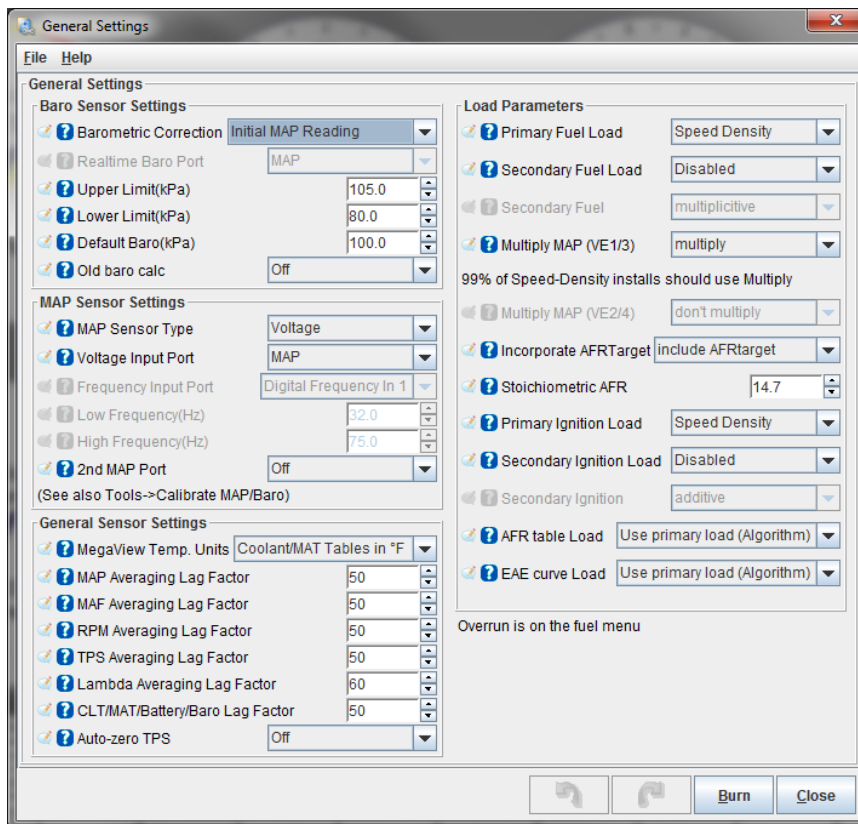 General Settings
File Help
General Settings
Baro Sensor Settings
Barometric Correction Initial MAP Reading
Realtime Baro Port MAP
Upper Limit(kPa) 105.0
Lower Limit(kPa) 80.0
Default Baro(kPa) 100.0
Old baro calc Off
MAP Sensor Settings
MAP Sensor Type Voltage
Voltage Input Port MAP
Frequency Input Port Digital Frequency In 1
Low Frequency(Hz) 32.0
High Frequency(Hz) 75.0
2nd MAP Port Off
(See also Tools->Calibrate MAP/Baro)
General Sensor Settings
MegaView Temp. Units Coolant/MAT Tables in °F
MAP Averaging Lag Factor 50
MAF Averaging Lag Factor 50
RPM Averaging Lag Factor 50
TPS Averaging Lag Factor 50
Lambda Averaging Lag Factor 60
CLT/MAT/Battery/Baro Lag Factor 50
Auto-zero TPS Off
Load Parameters
Primary Fuel Load Speed Density
Secondary Fuel Load Disabled
Secondary Fuel multiplicitive
Multiply MAP (VE1/3) multiply
99% of Speed-Density installs should use Multiply
Multiply MAP (VE2/4) don't multiply
Incorporate AFRTarget include AFRtarget
Stoichiometric AFR 14.7
Primary Ignition Load Speed Density
Secondary Ignition Load Disabled
Secondary Ignition additive
AFR table Load Use primary load (Algorithm)
EAE curve Load Use primary load (Algorithm)
Overrun is on the fuel menu
Burn Close